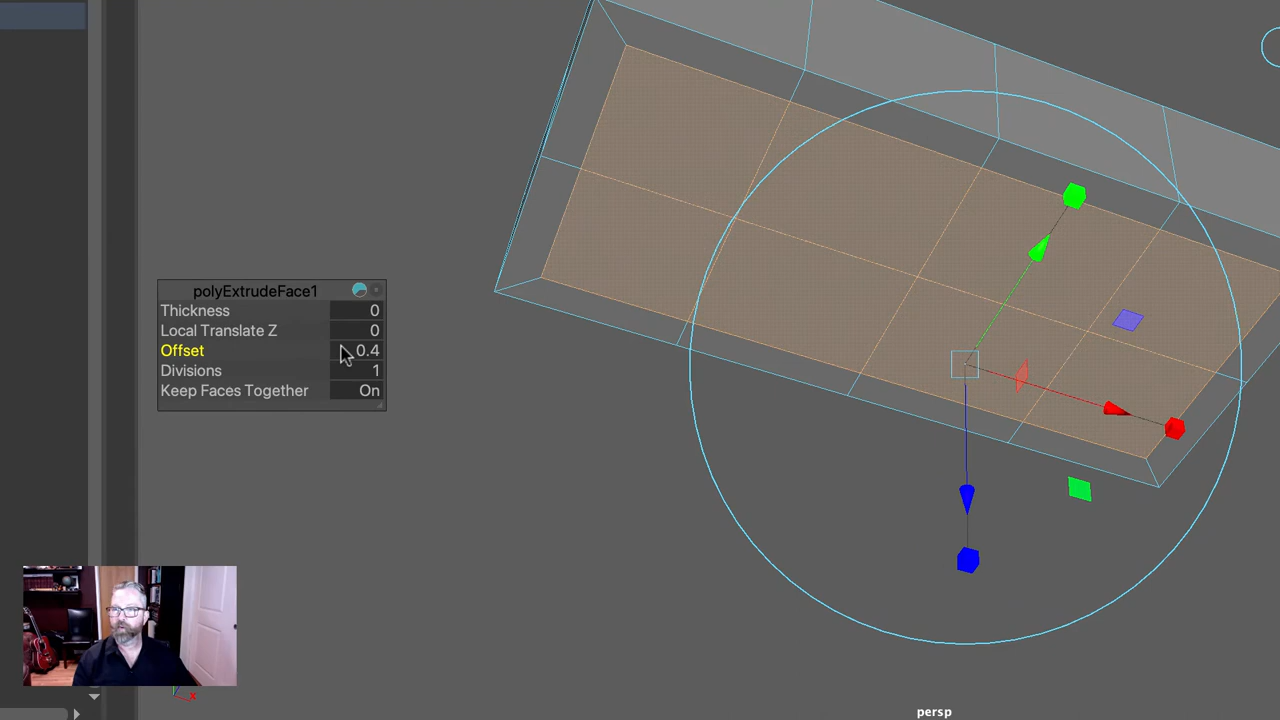 polyExtrudeFace1
Thickness 0
Local Translate Z 0
Offset 0.4
Divisions 1
Keep Faces Together On
x
persp